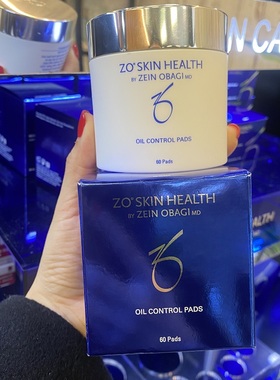 ZO® SKIN HEALTH
BY ZEIN OBAGI MD
OIL CONTROL PADS
60 Pads
ZO® SKIN HEALTH
BY ZEIN OBAGI MD
OIL CONTROL PADS
60 Pads